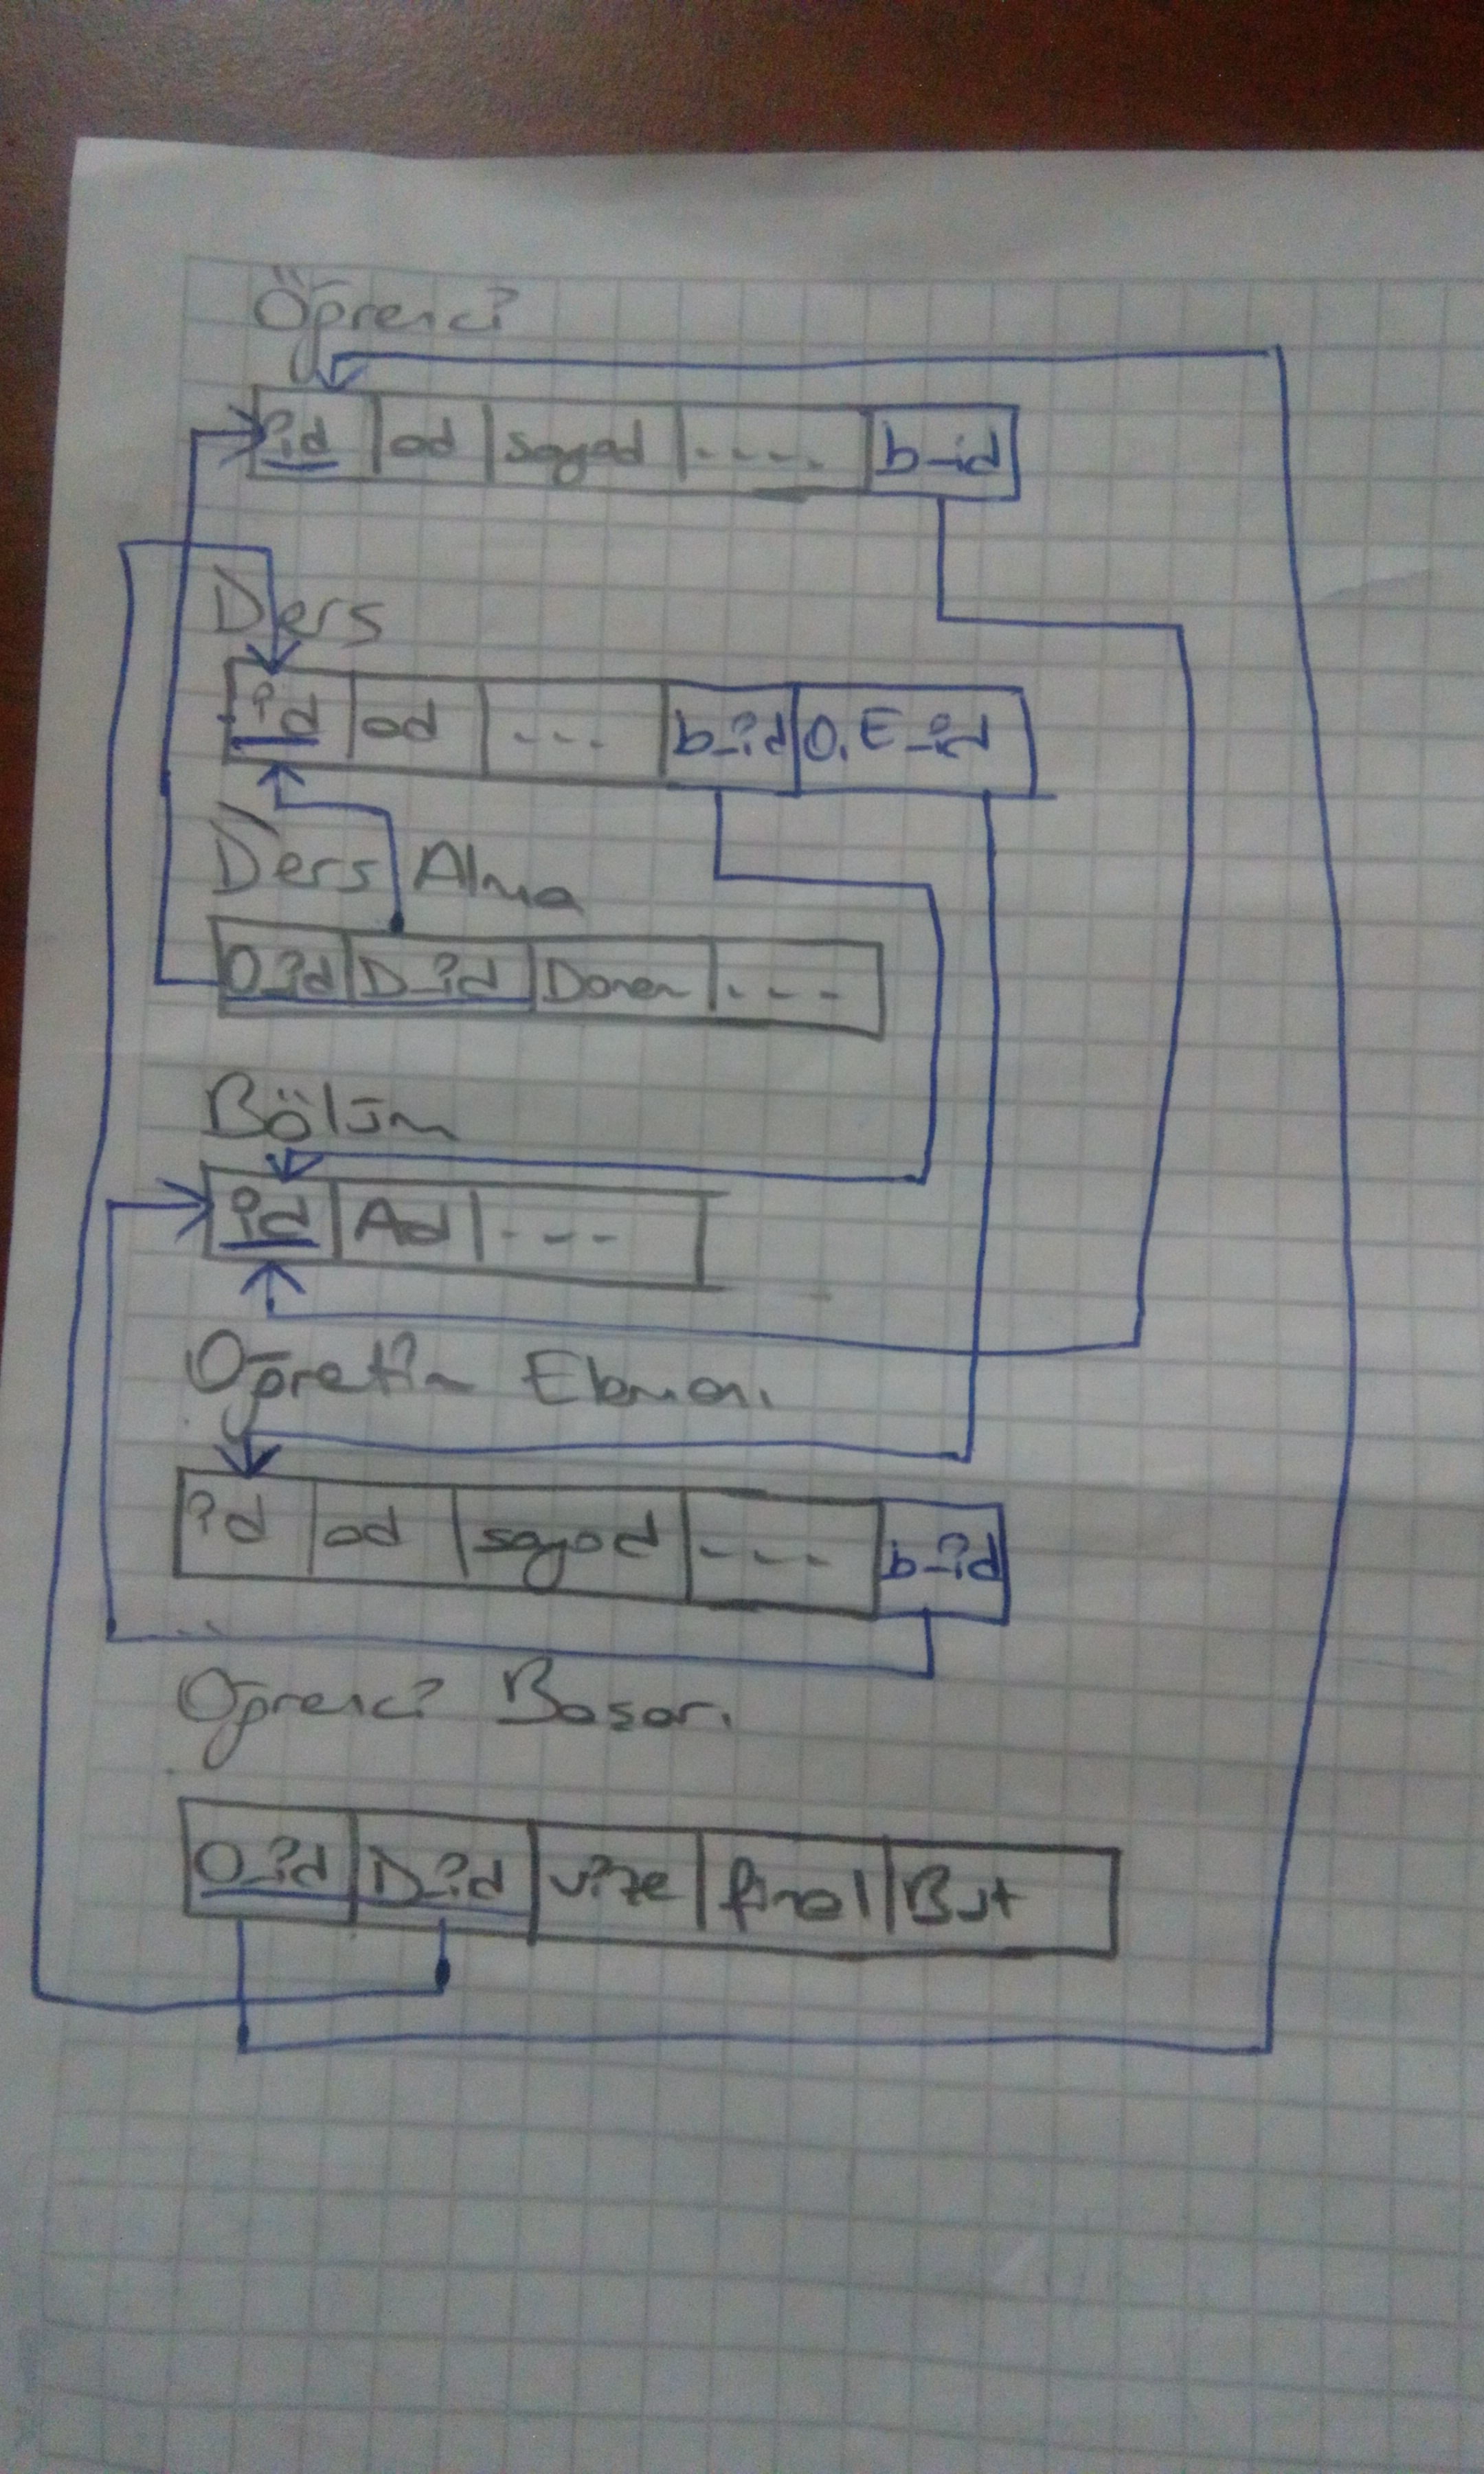 Öğrenci
id ad soyad ---- b_id
Ders
id ad --- b_id Ö.E_id
Ders Alma
Ö_id D_id Dönem ---
Bölüm
id Ad ---
Öğretim Elemanı
id ad soyad ---- b_id
Öğrenci Başarı
Ö_id D_id vize final Büt